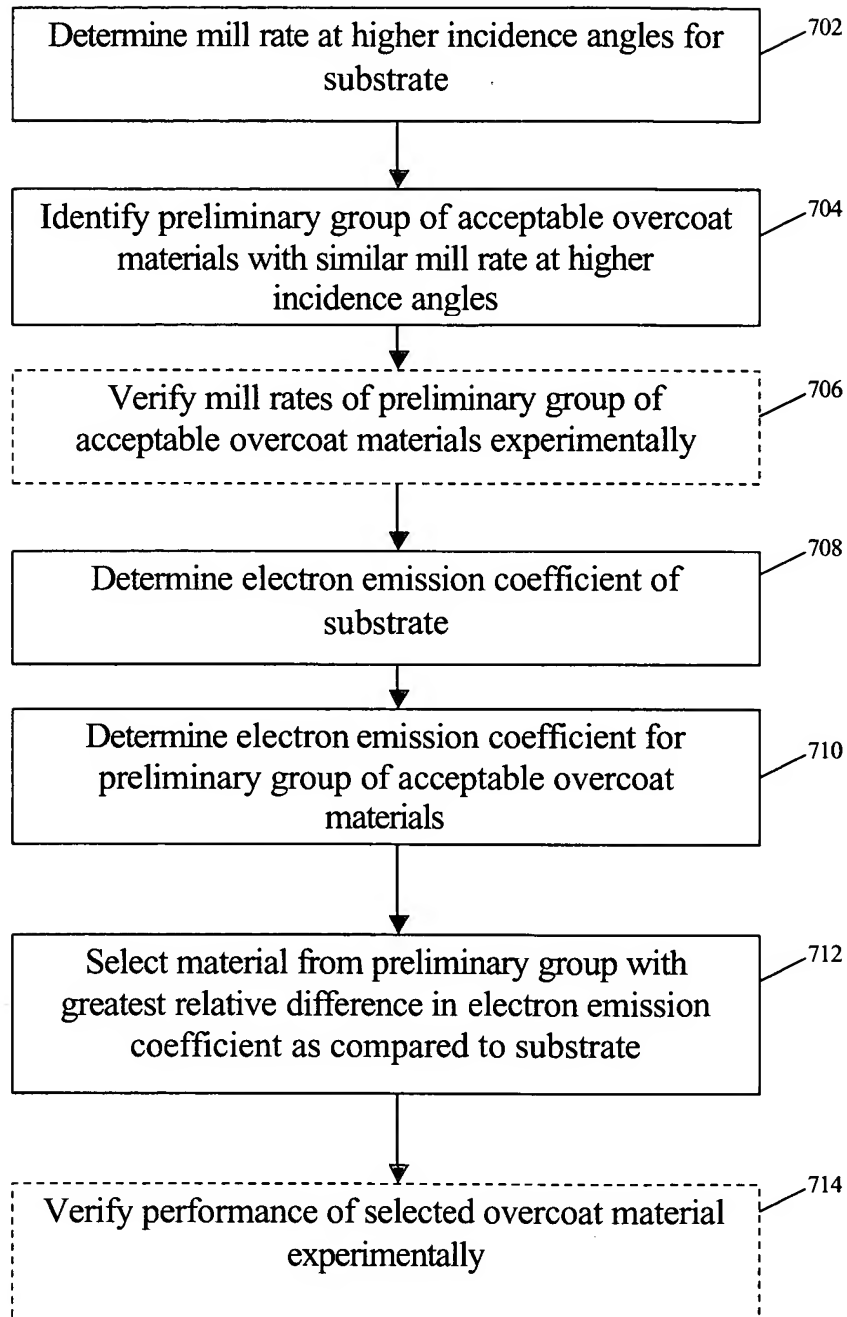 Determine mill rate at higher incidence angles for
substrate
702
Identify preliminary group of acceptable overcoat
materials with similar mill rate at higher
incidence angles
704
Verify mill rates of preliminary group of
acceptable overcoat materials experimentally
706
Determine electron emission coefficient of
substrate
708
Determine electron emission coefficient for
preliminary group of acceptable overcoat
materials
710
Select material from preliminary group with
greatest relative difference in electron emission
coefficient as compared to substrate
712
Verify performance of selected overcoat material
experimentally
714